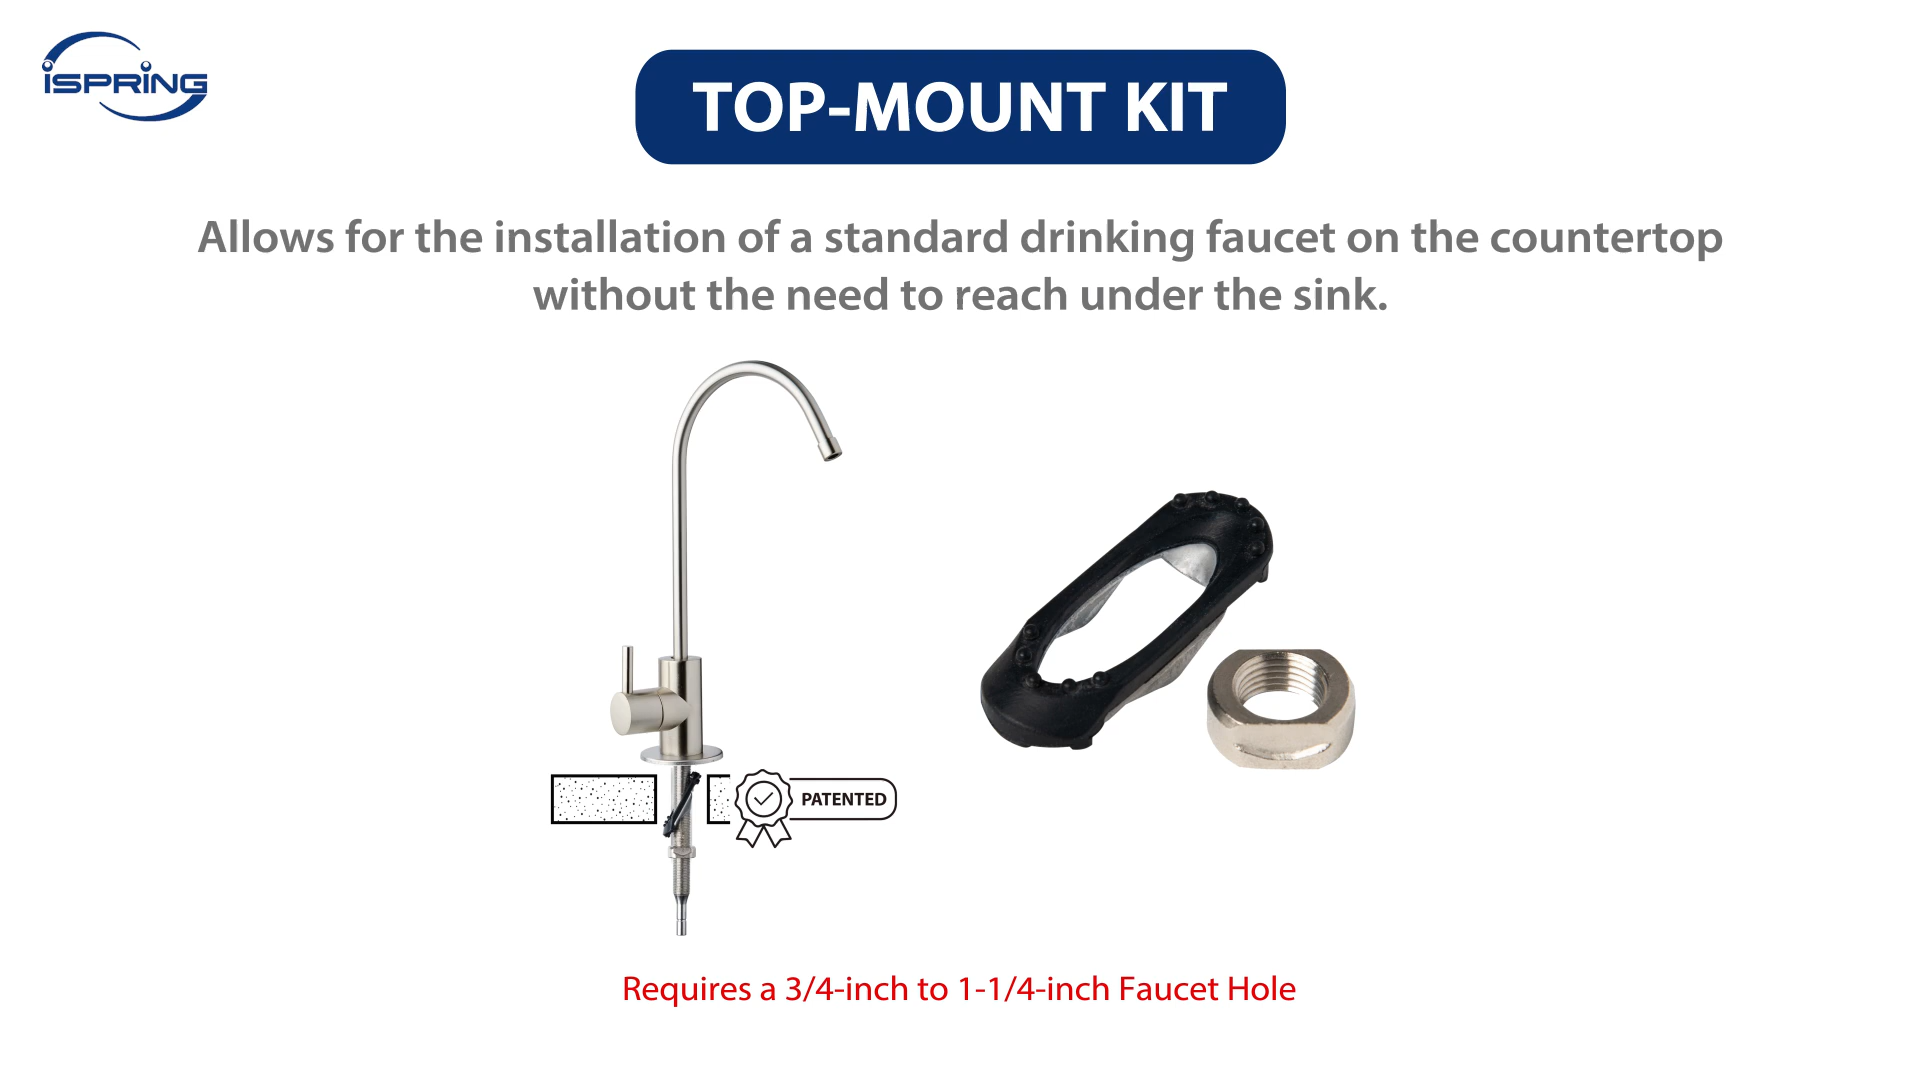 iSPRiNG
TOP-MOUNT KIT
Allows for the installation of a standard drinking faucet on the countertop
without the need to reach under the sink.
PATENTED
Requires a 3/4-inch to 1-1/4-inch Faucet Hole